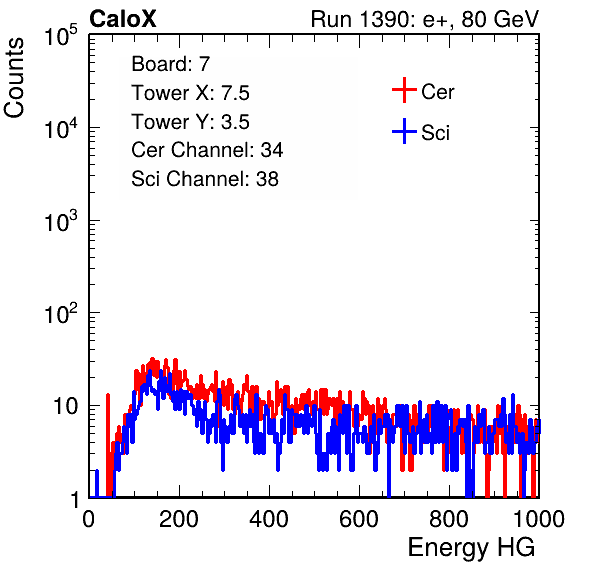 CaloX Run 1390: e+, 80 GeV
Counts
10^5
10^4
10^3
10^2
10
1
Board: 7
Tower X: 7.5
Tower Y: 3.5
Cer Channel: 34
Sci Channel: 38
Cer
Sci
0 200 400 600 800 1000
Energy HG